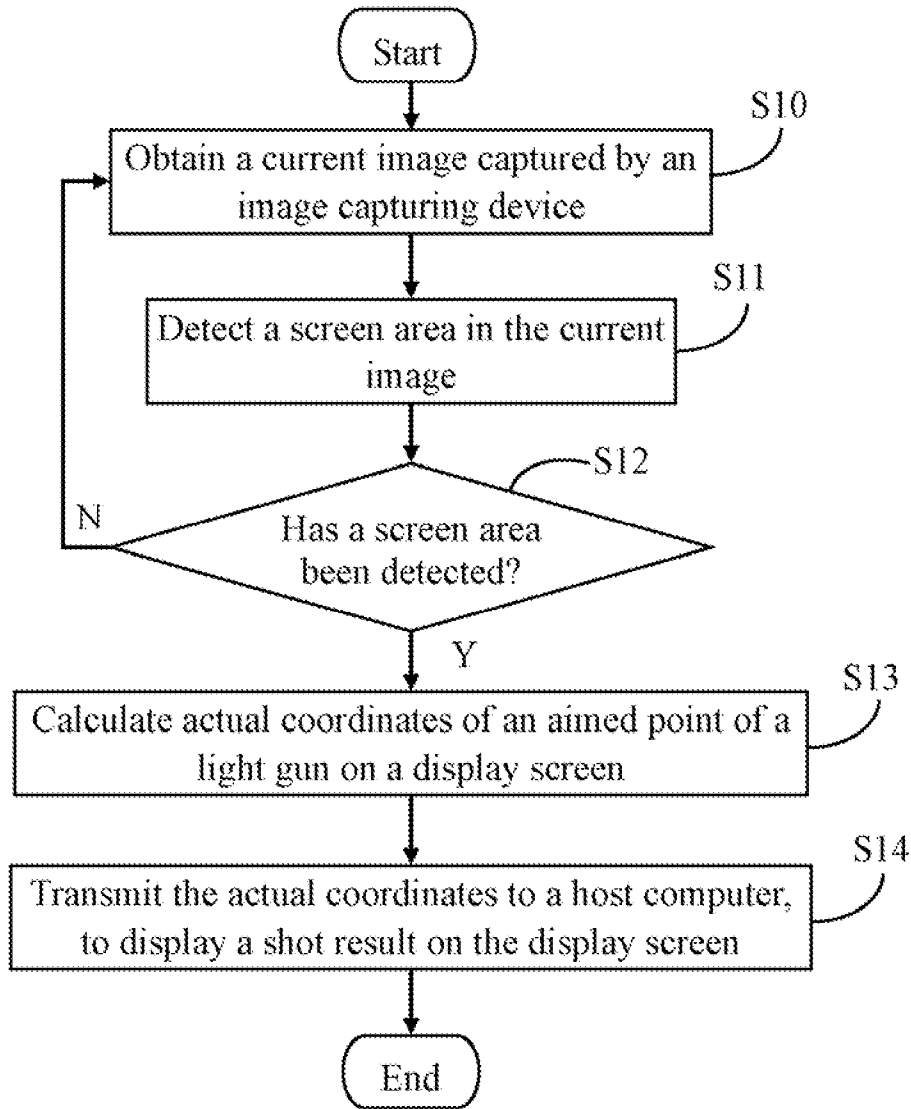 Start
S10
Obtain a current image captured by an
image capturing device
S11
Detect a screen area in the current
image
S12
N
Has a screen area
been detected?
Y
S13
Calculate actual coordinates of an aimed point of a
light gun on a display screen
S14
Transmit the actual coordinates to a host computer,
to display a shot result on the display screen
End